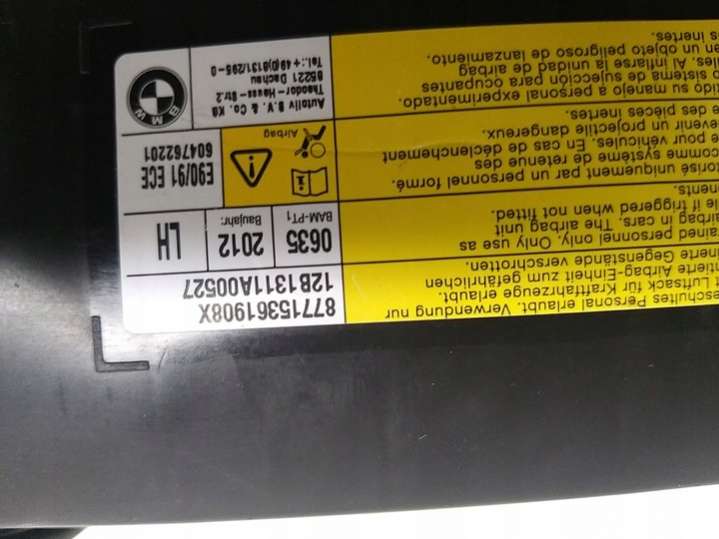 eschultes Personal erlaubt. Verwendung nur
t Luftsack für Kraftfahrzeuge erlaubt.
tierte Airbag-Einheit zum gefährlichen
inerte Gegenstände verschrotten.
ained personnel only. Only use as
airbag in cars. The airbag unit
le if triggered when not fitted.
nents.
torisé uniquement par un personnel formé.
comme système de retenue des
e pour véhicules. En cas de déclenchement
evenir un projectile dangereux.
e des pièces inertes.
tido su manejo a personal experimentado.
o sistema de sujeción para ocupantes
les. Al inflarse la unidad de airbag
en un objeto peligroso de lanzamiento.
s inertes.
87715361908X
12B1311A00527
0635
BAM-PT1
2012
Baujahr:
LH
Airbag
E90/91 ECE
604762201
Autoliv B.V. & Co. KG
Theodor-Heuss-Str.2
85221 Dachau
Tel.:+49(0)8131/295-0
BMW